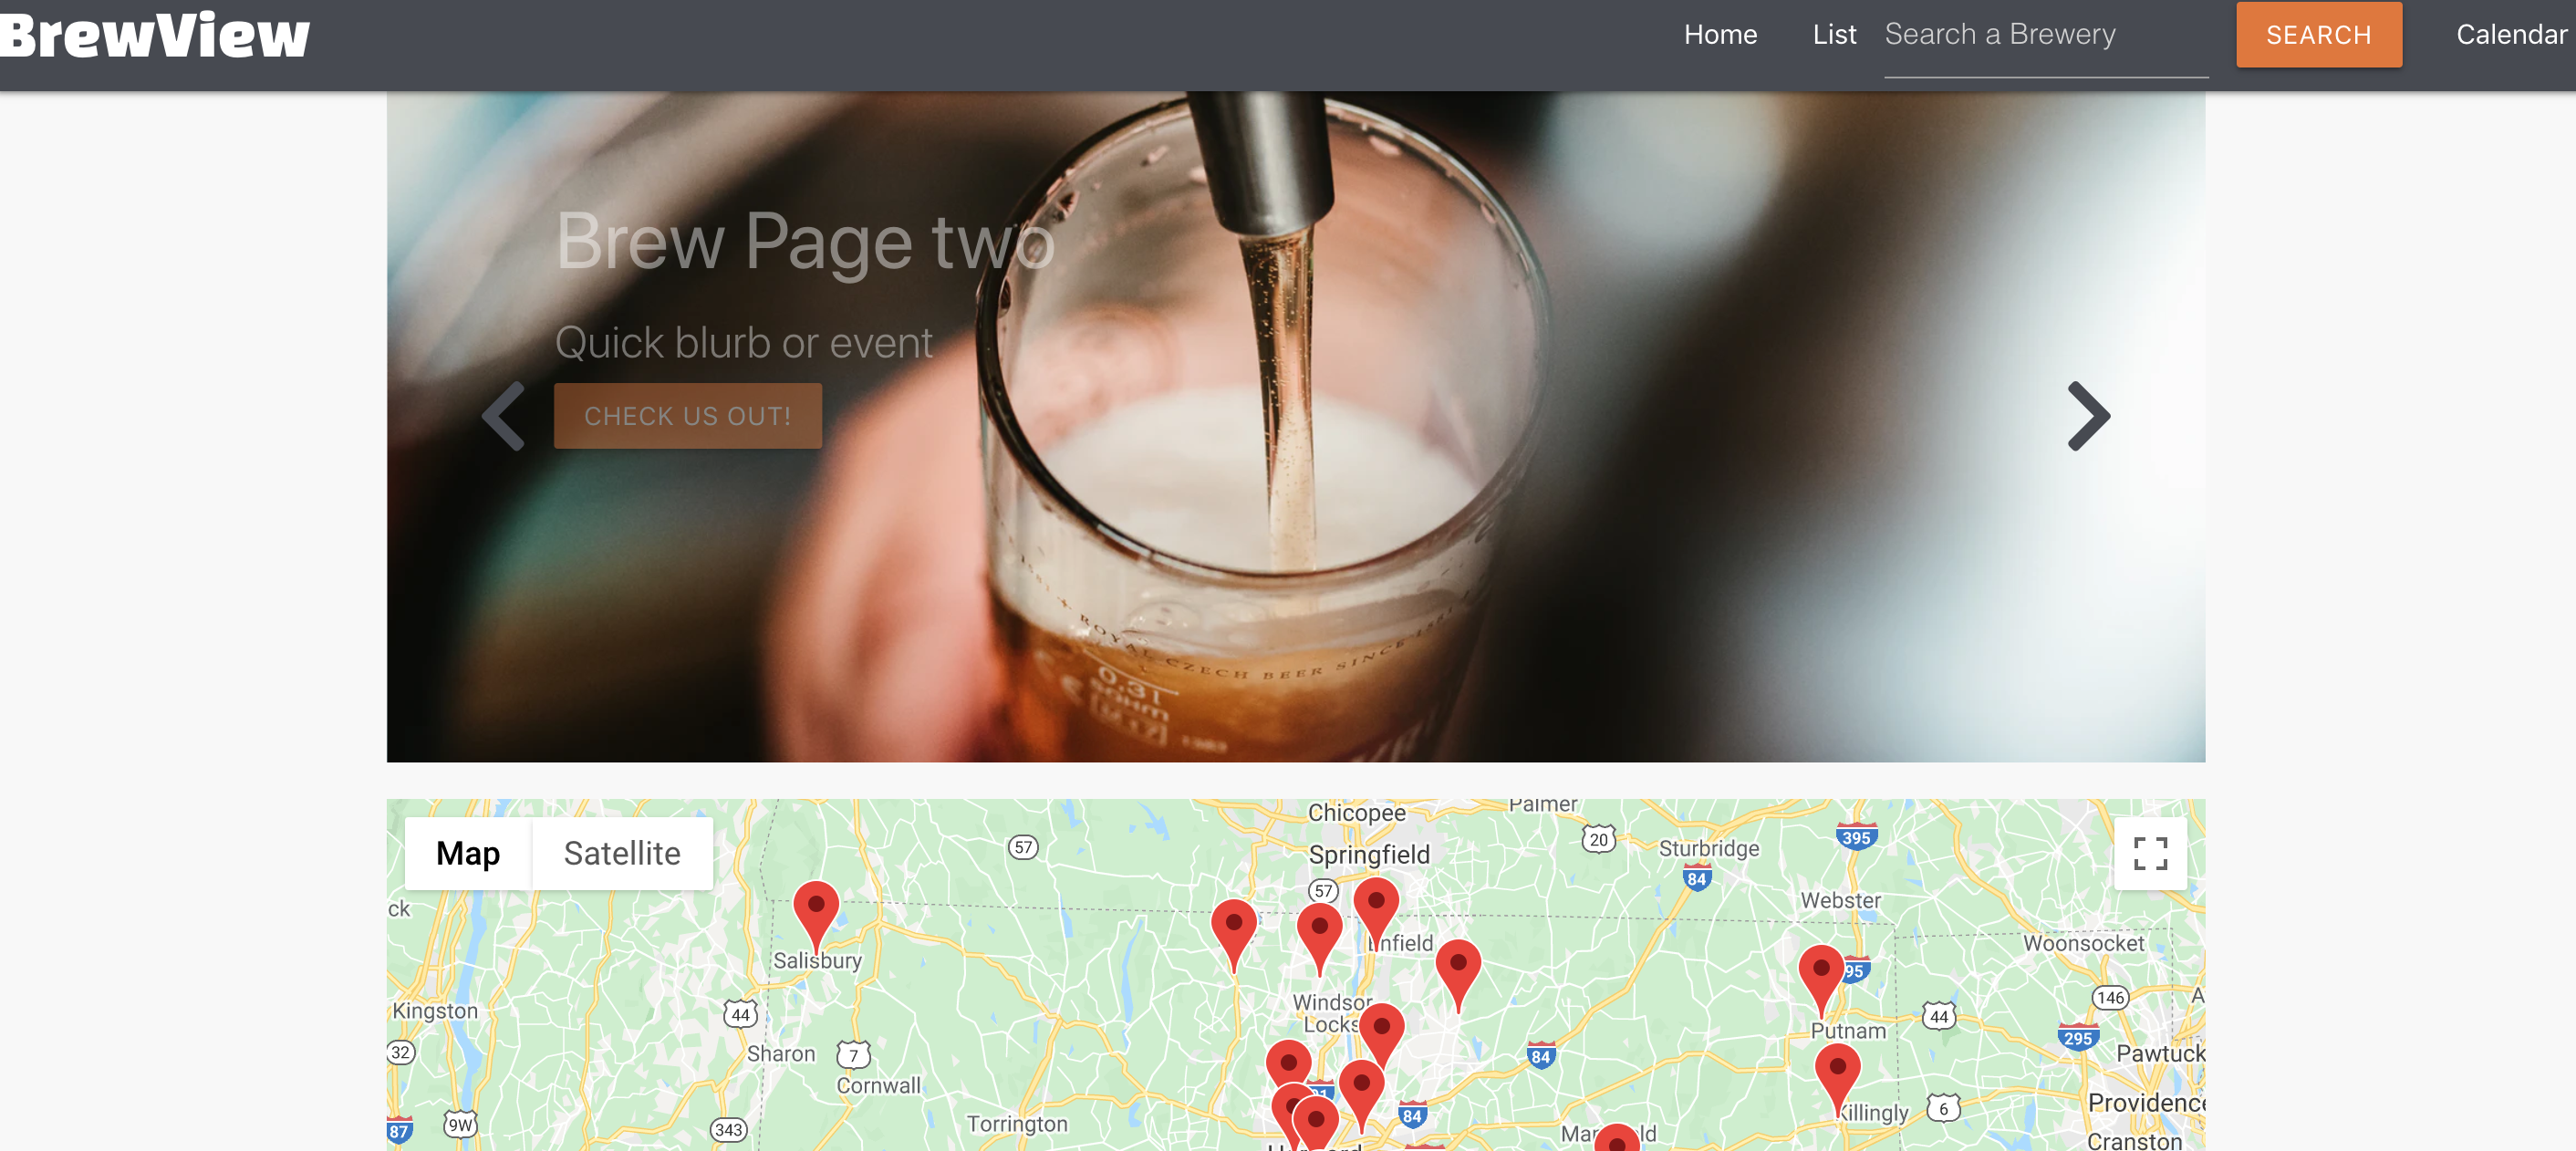 BrewView
Home
List
Search a Brewery
SEARCH
Calendar
Brew Page two
Quick blurb or event
CHECK US OUT!
ROYAL CZECH BEER SINCE
0.3l
Map
Satellite
Chicopee
Palmer
20
395
57
Springfield
Sturbridge
84
57
ck
Webster
Enfield
Woonsocket
Salisbury
95
Windsor
Locks
146
A
Kingston
44
44
Putnam
295
32
Sharon
7
84
Pawtuck
Cornwall
Killingly
6
Providence
87
9W
343
Torrington
91
84
Cranston